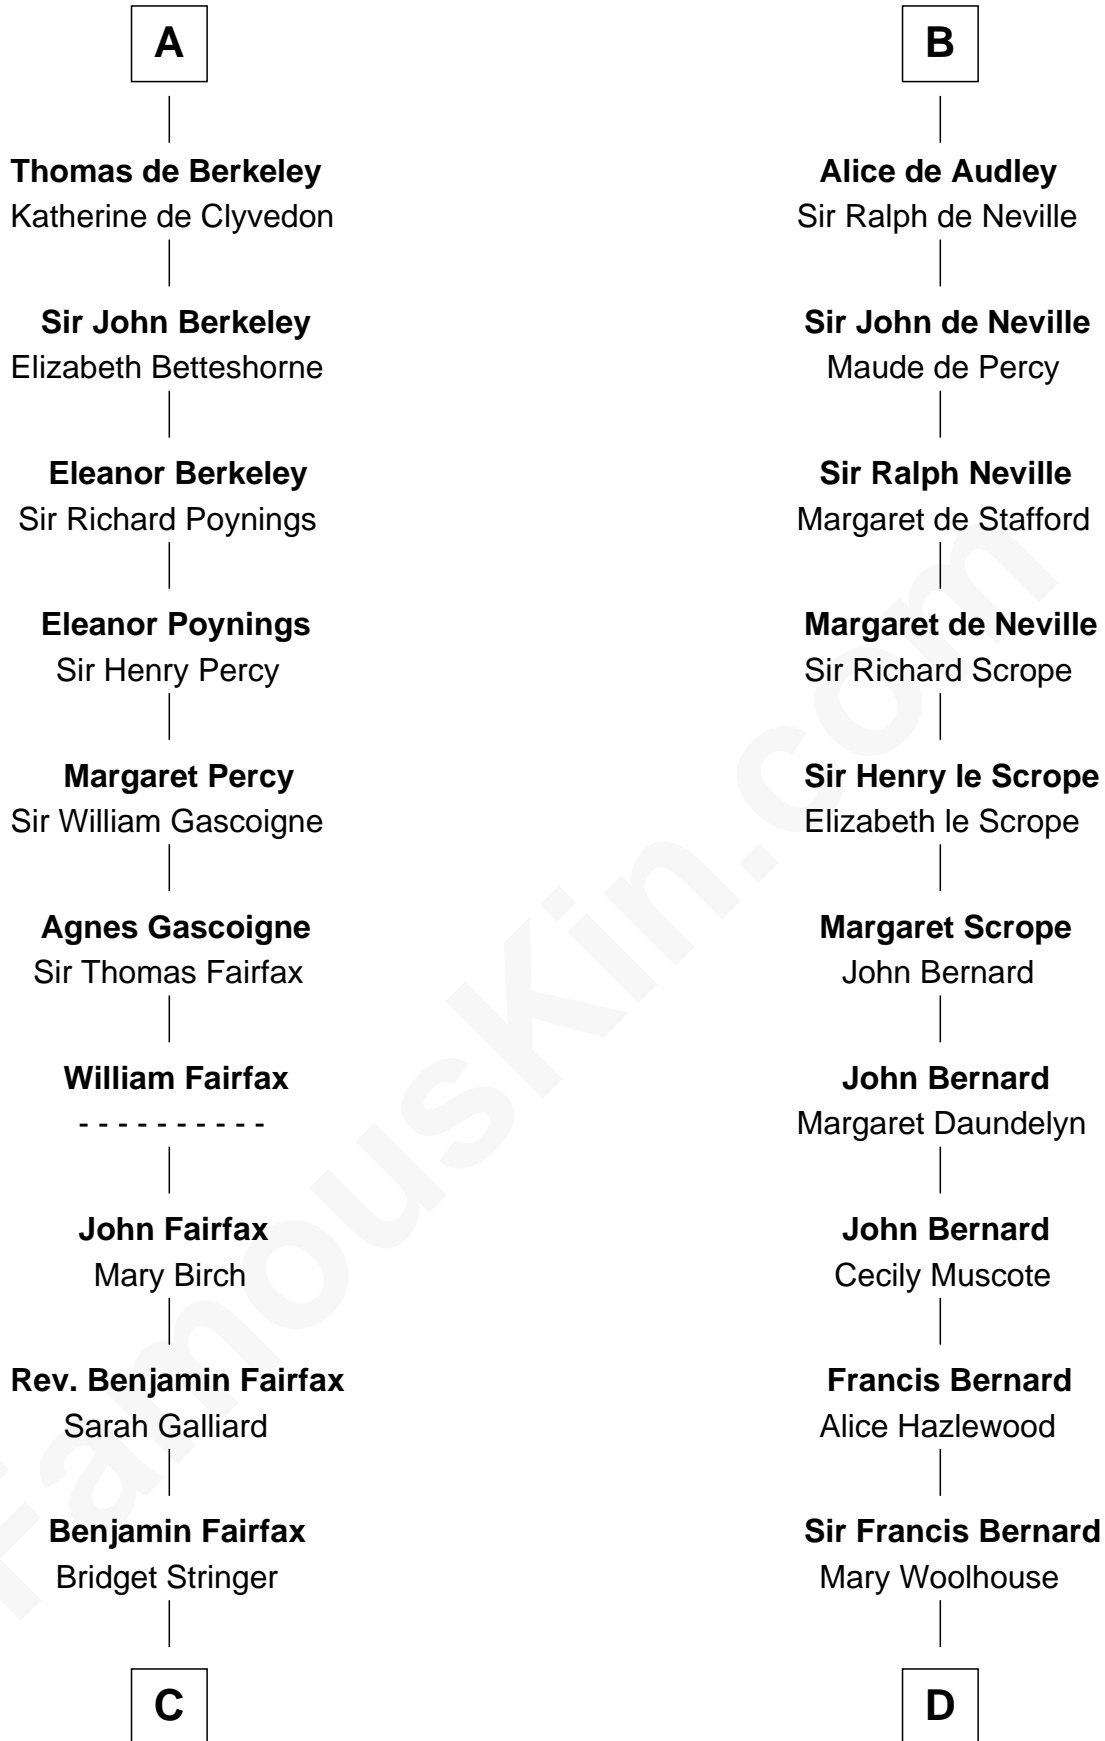 A
Thomas de Berkeley
Katherine de Clyvedon
Sir John Berkeley
Elizabeth Betteshorne
Eleanor Berkeley
Sir Richard Poynings
Eleanor Poynings
Sir Henry Percy
Margaret Percy
Sir William Gascoigne
Agnes Gascoigne
Sir Thomas Fairfax
William Fairfax
- - - - - - - - - -
John Fairfax
Mary Birch
Rev. Benjamin Fairfax
Sarah Galliard
Benjamin Fairfax
Bridget Stringer
C
B
Alice de Audley
Sir Ralph de Neville
Sir John de Neville
Maude de Percy
Sir Ralph Neville
Margaret de Stafford
Margaret de Neville
Sir Richard Scrope
Sir Henry le Scrope
Elizabeth le Scrope
Margaret Scrope
John Bernard
John Bernard
Margaret Daundelyn
John Bernard
Cecily Muscote
Francis Bernard
Alice Hazlewood
Sir Francis Bernard
Mary Woolhouse
D
FamousKin.com